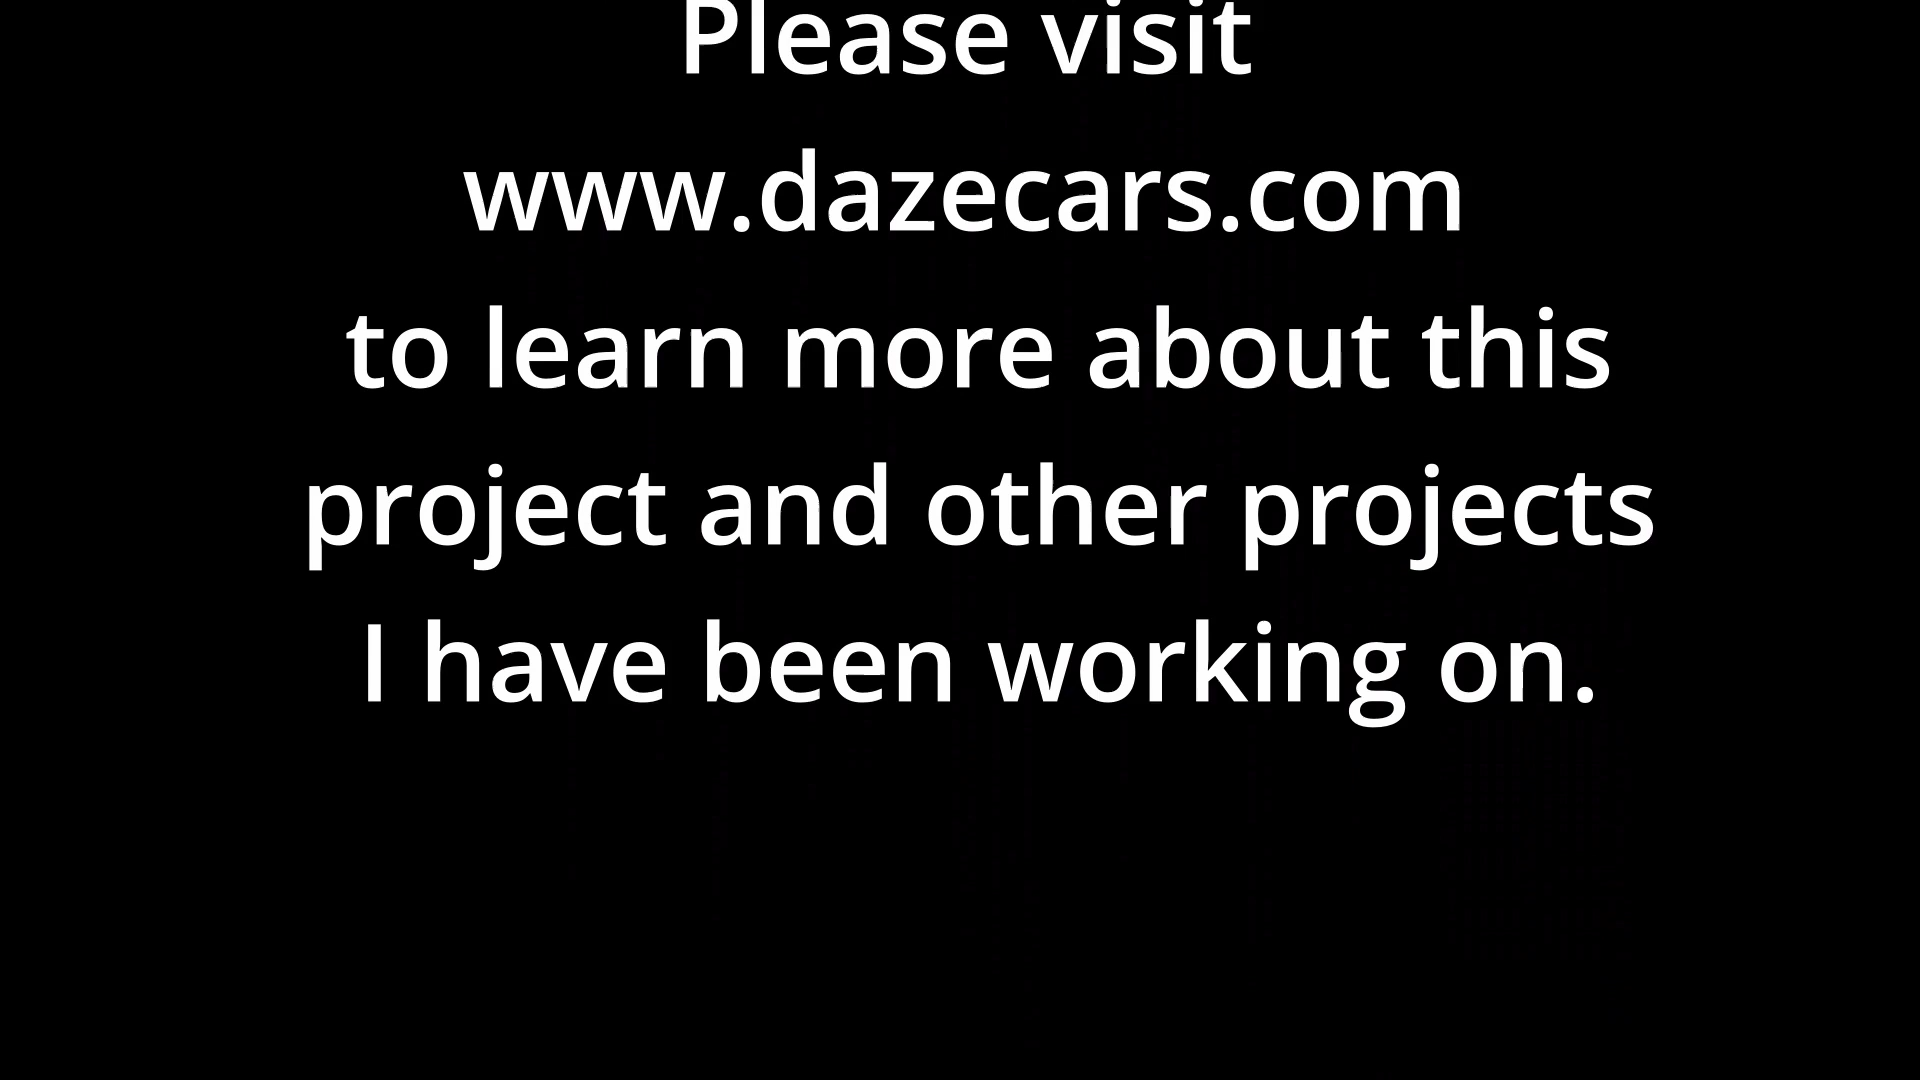 Please visit
www.dazecars.com
to learn more about this
project and other projects
I have been working on.